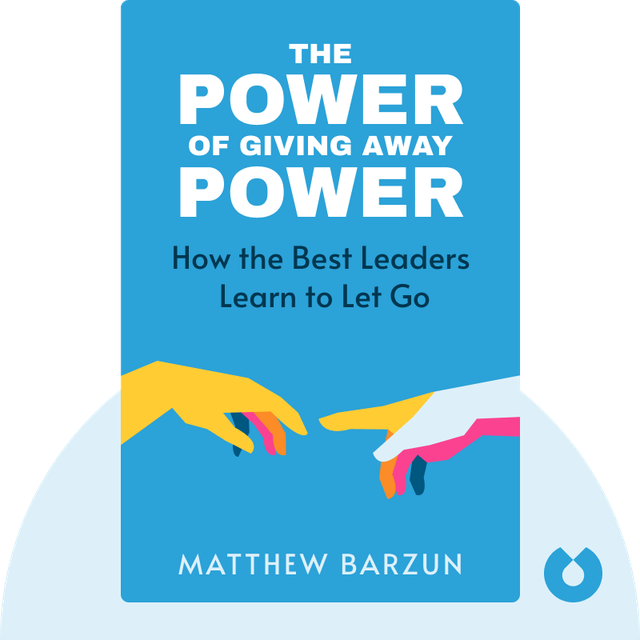 THE
POWER
OF GIVING AWAY
POWER
How the Best Leaders
Learn to Let Go
MATTHEW BARZUN